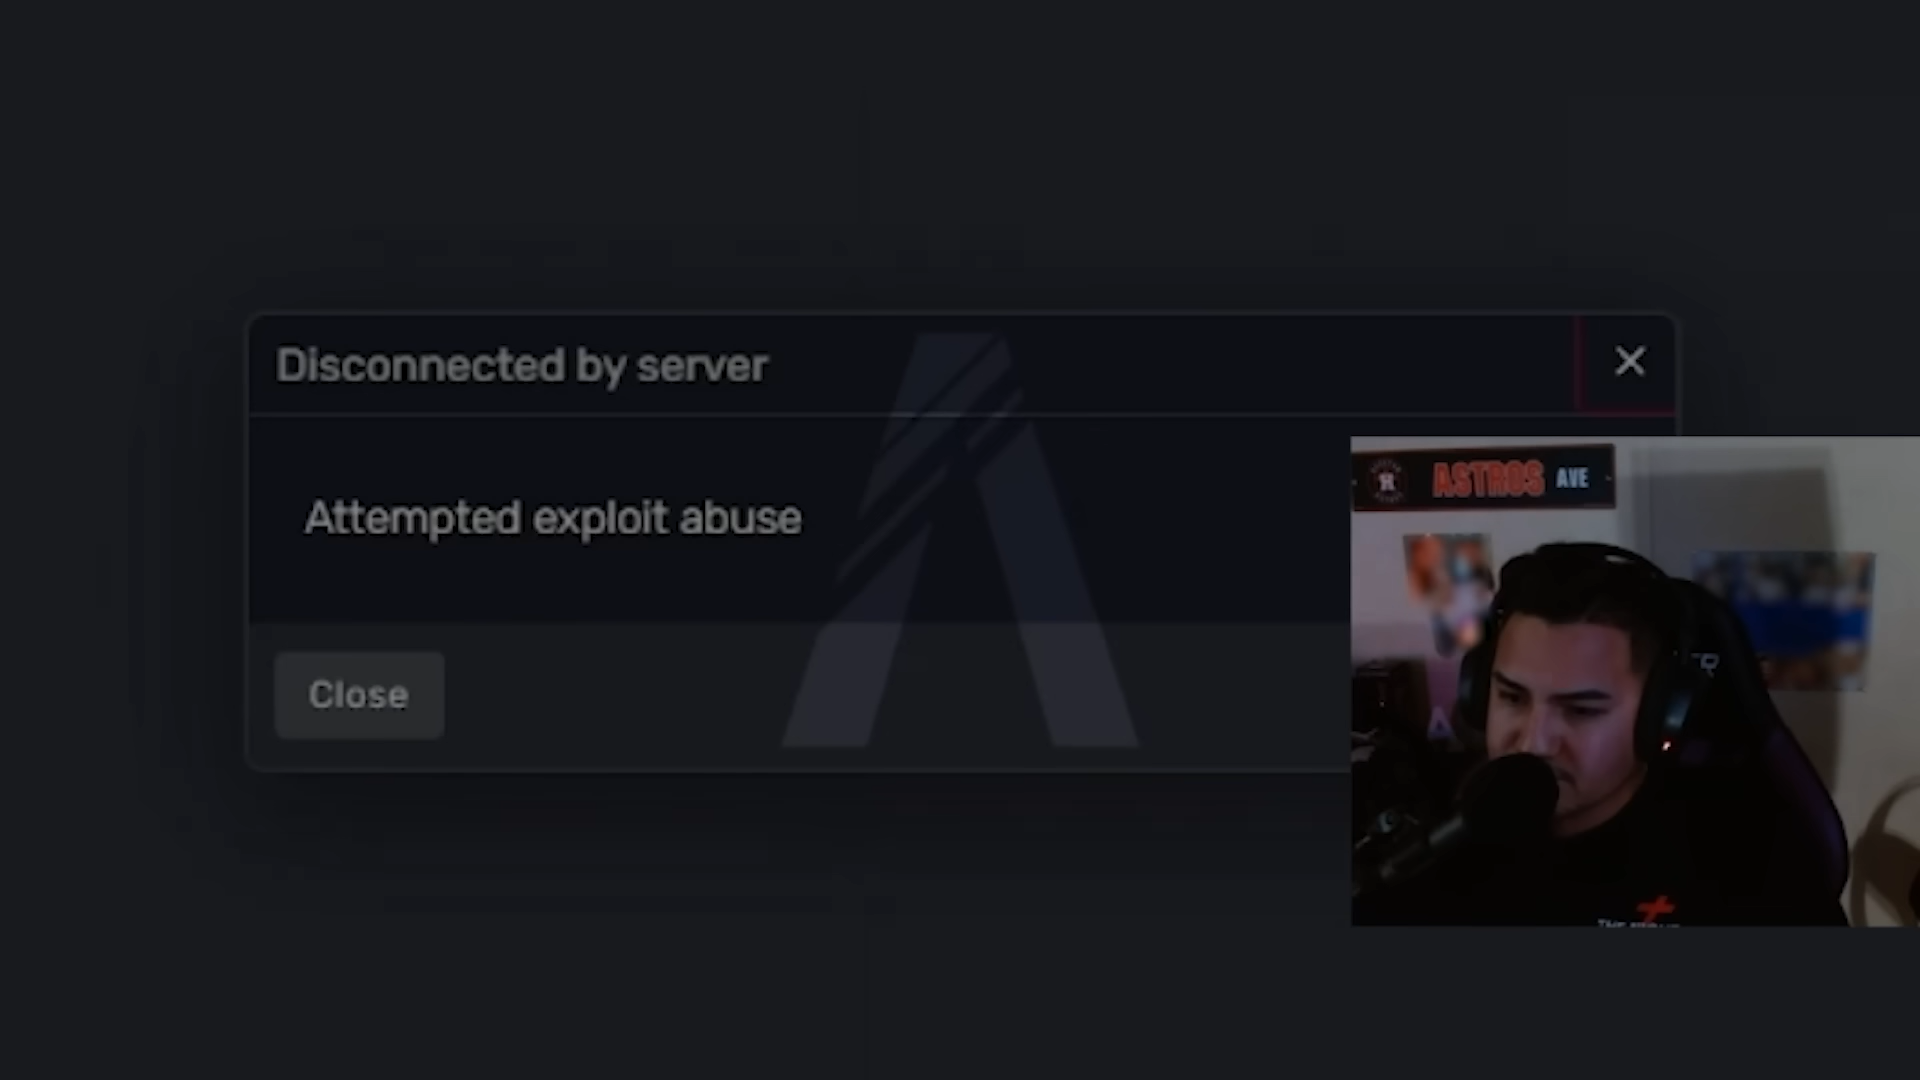 Disconnected by server
Attempted exploit abuse
Close
ASTROS AVE